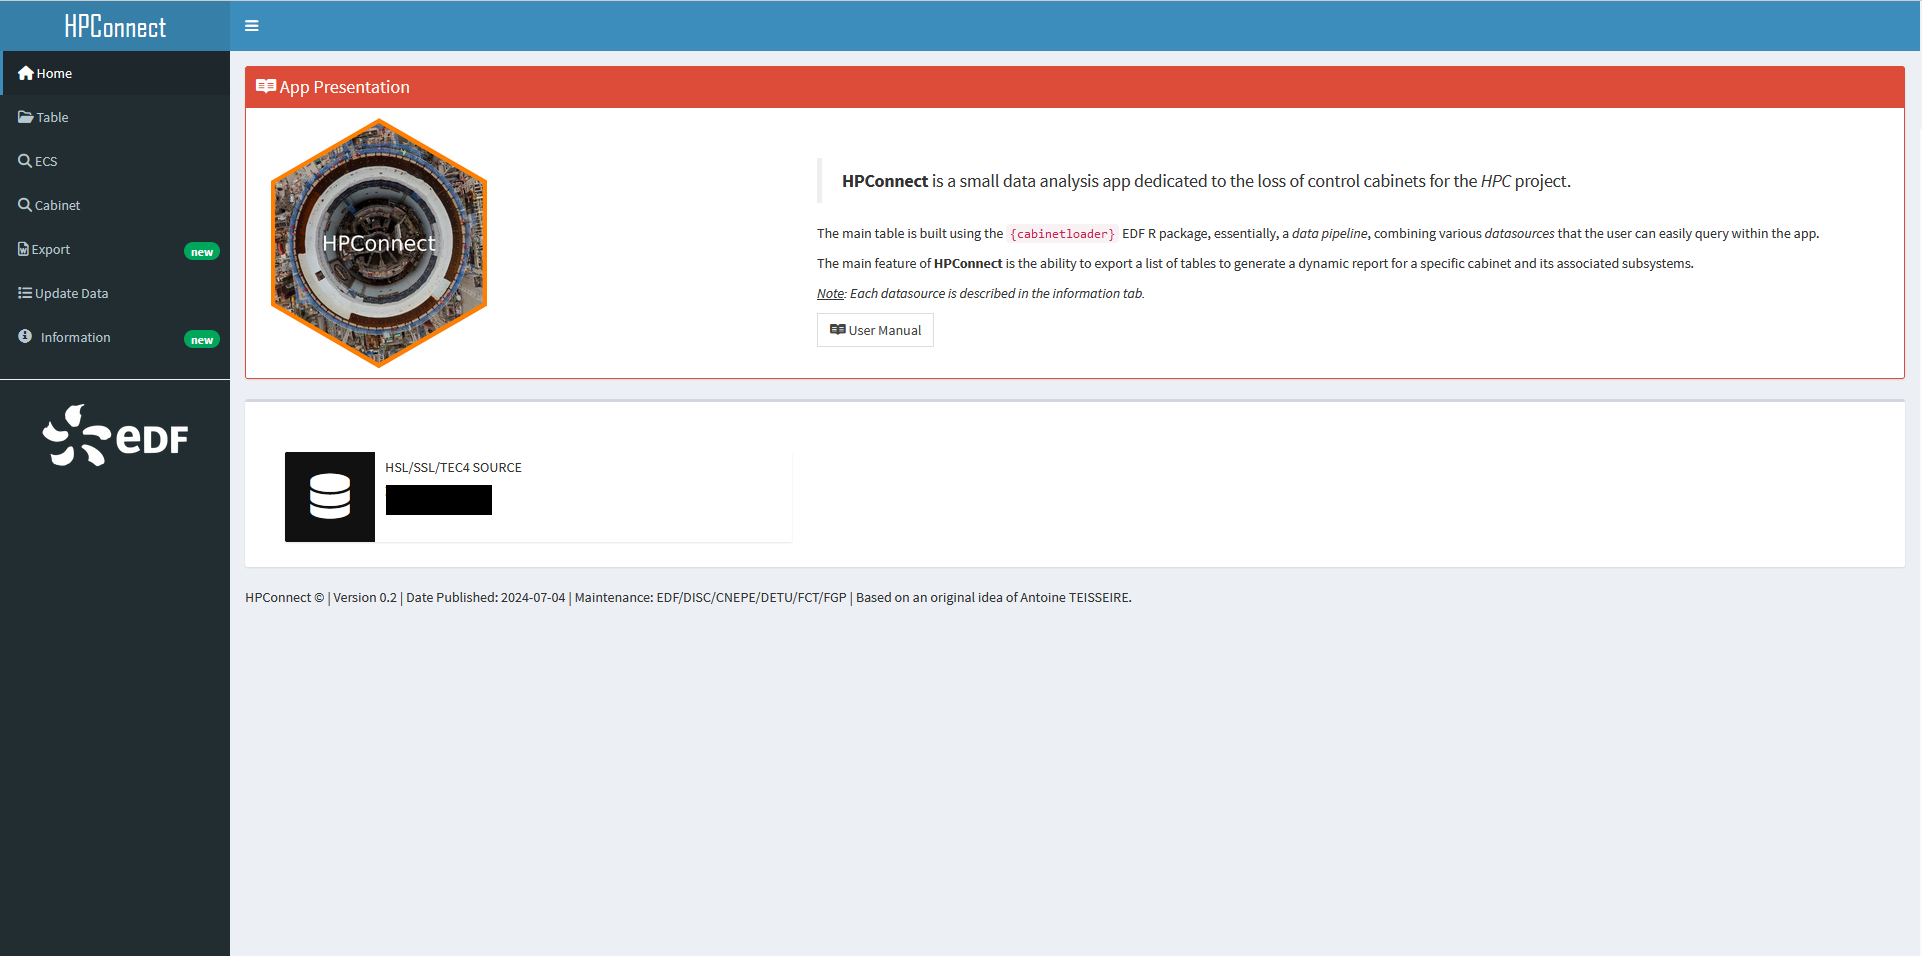 HPConnect
Home
Table
ECS
Cabinet
Export new
Update Data
Information new
eDF
App Presentation
HPConnect
HPConnect is a small data analysis app dedicated to the loss of control cabinets for the HPC project.
The main table is built using the {cabinetloader} EDF R package, essentially, a data pipeline, combining various datasources that the user can easily query within the app.
The main feature of HPConnect is the ability to export a list of tables to generate a dynamic report for a specific cabinet and its associated subsystems.
Note: Each datasource is described in the information tab.
User Manual
HSL/SSL/TEC4 SOURCE
HPConnect © | Version 0.2 | Date Published: 2024-07-04 | Maintenance: EDF/DISC/CNEPE/DETU/FCT/FGP | Based on an original idea of Antoine TEISSEIRE.